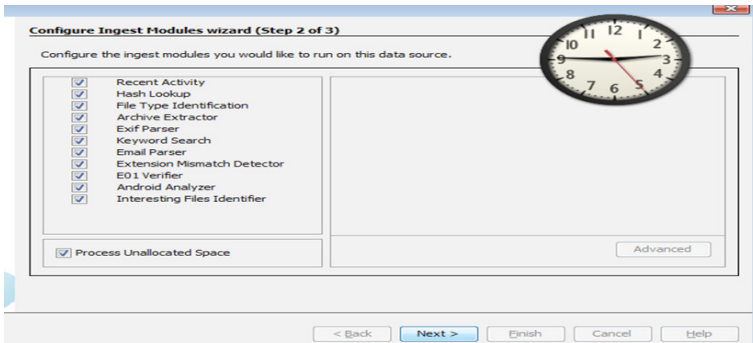 Configure Ingest Modules wizard (Step 2 of 3)
Configure the ingest modules you would like to run on this data source.
Recent Activity
Hash Lookup
File Type Identification
Archive Extractor
Exif Parser
Keyword Search
Email Parser
Extension Mismatch Detector
E01 Verifier
Android Analyzer
Interesting Files Identifier
Process Unallocated Space
Advanced
< Back Next > Finish Cancel Help
11 12 1
10 2
9 3
8 4
7 6 5